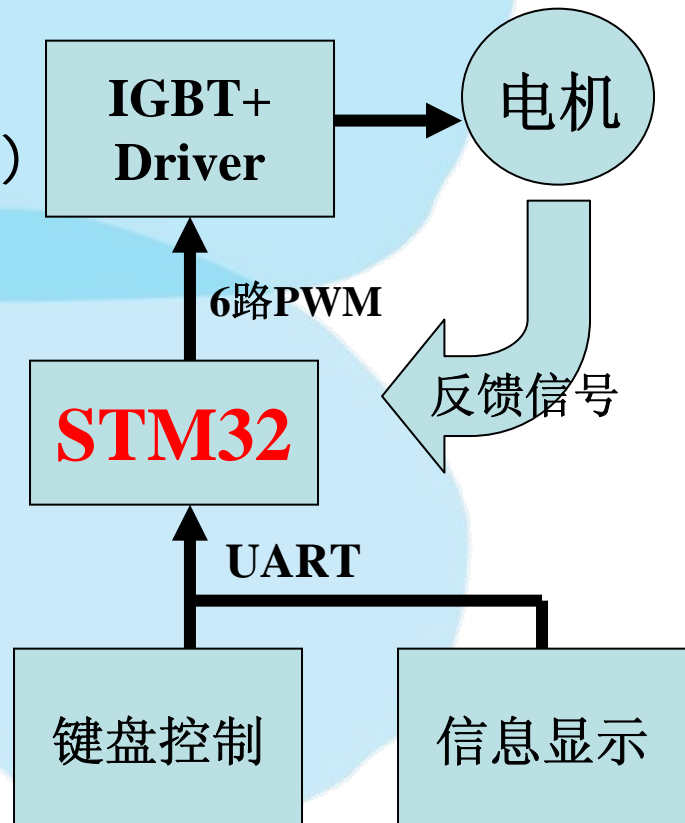 IGBT+
Driver
电机
）
6路PWM
反馈信号
STM32
UART
键盘控制
信息显示